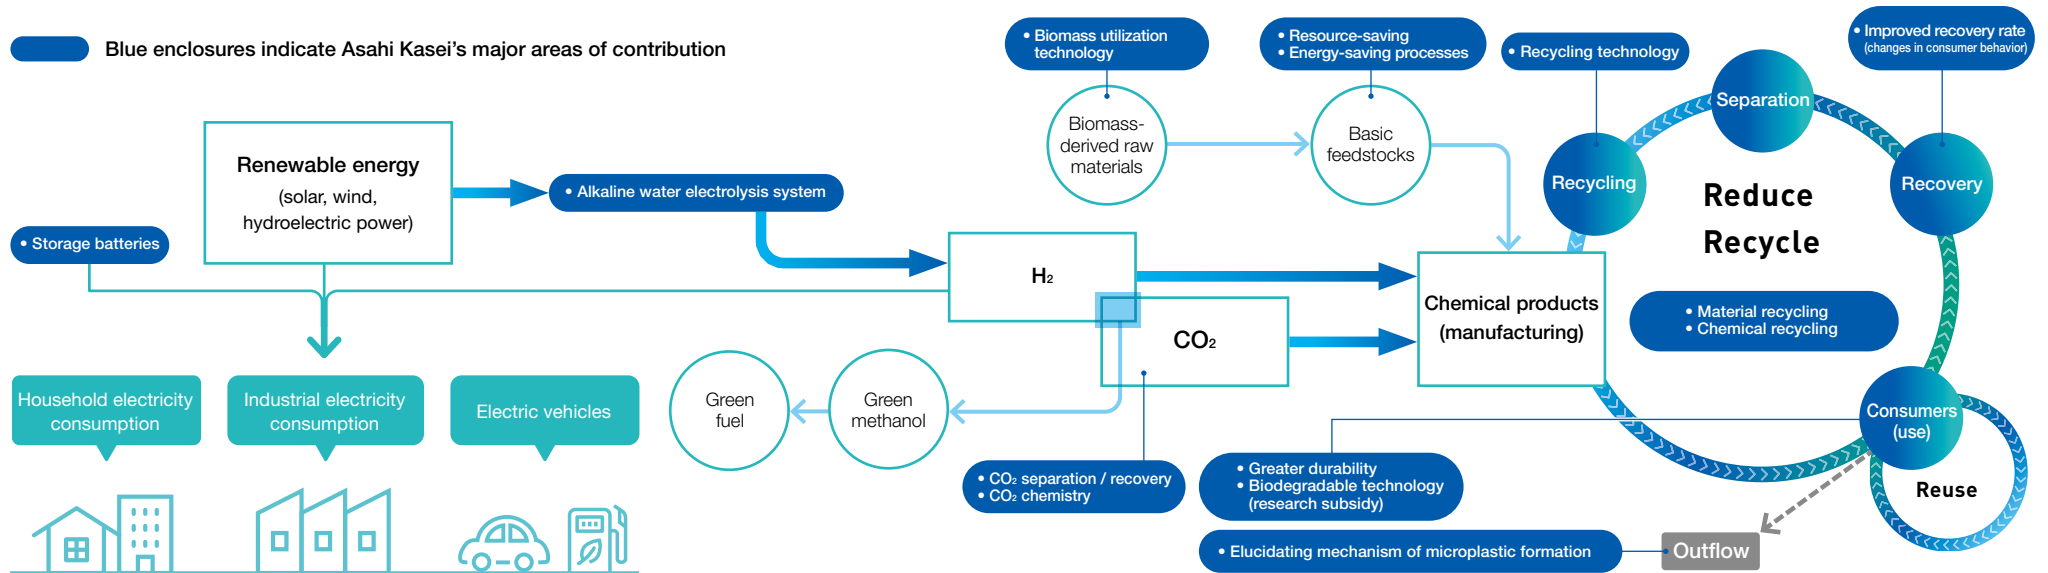 Blue enclosures indicate Asahi Kasei's major areas of contribution
Renewable energy
(solar, wind,
hydroelectric power)
• Storage batteries
• Alkaline water electrolysis system
Household electricity
consumption
Industrial electricity
consumption
Electric vehicles
H₂
CO₂
Green
fuel
Green
methanol
• CO₂ separation / recovery
• CO₂ chemistry
• Biomass utilization
technology
Biomass-
derived raw
materials
• Resource-saving
• Energy-saving processes
Basic
feedstocks
Chemical products
(manufacturing)
• Recycling technology
Recycling
Separation
• Improved recovery rate
(changes in consumer behavior)
Recovery
Reduce
Recycle
• Material recycling
• Chemical recycling
Consumers
(use)
Reuse
• Greater durability
• Biodegradable technology
(research subsidy)
• Elucidating mechanism of microplastic formation
Outflow